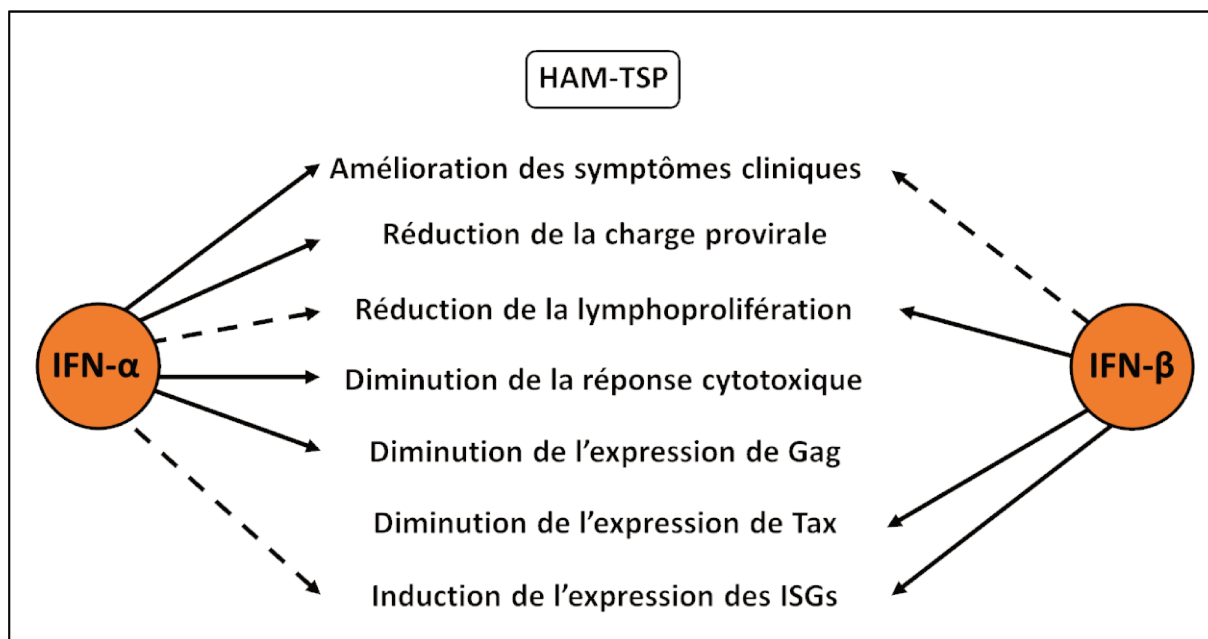 HAM-TSP
Amélioration des symptômes cliniques
Réduction de la charge provirale
Réduction de la lymphoprolifération
IFN-α
IFN-β
Diminution de la réponse cytotoxique
Diminution de l’expression de Gag
Diminution de l’expression de Tax
Induction de l’expression des ISGs